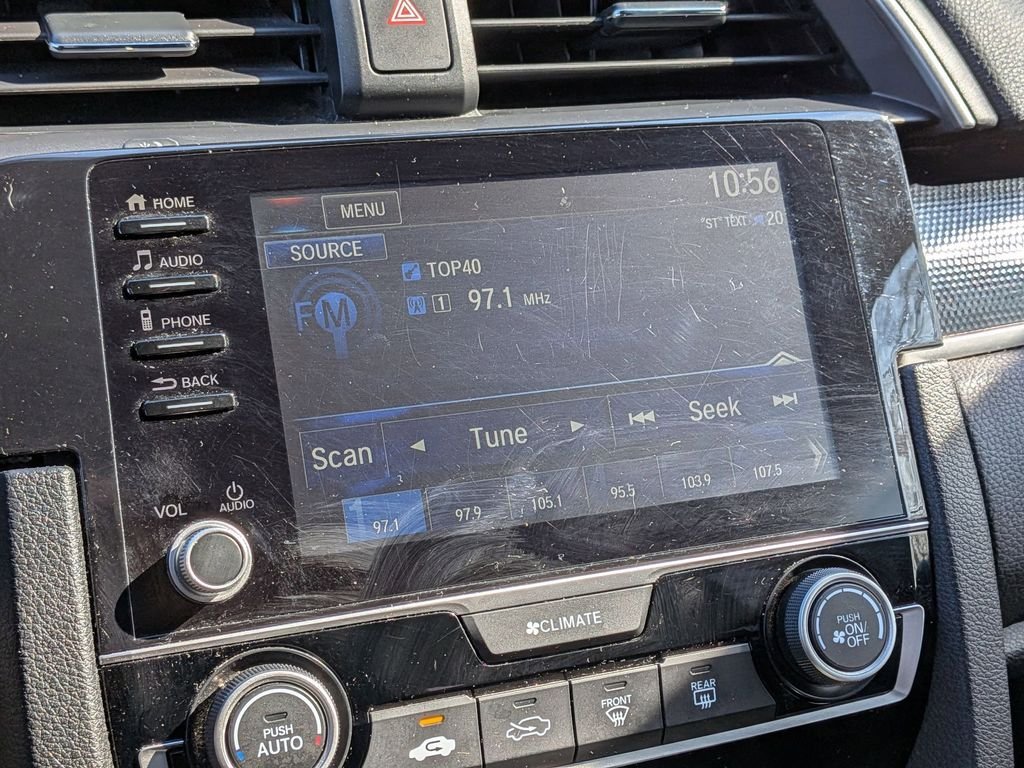 HOME
AUDIO
PHONE
BACK
VOL
AUDIO
MENU
10:56
"ST" TEXT 20
SOURCE
FM
TOP40
1 97.1 MHz
Scan Tune Seek
1 97.1 97.9 105.1 95.5 103.9 107.5
CLIMATE
PUSH
ON/
OFF
PUSH
AUTO
FRONT
REAR